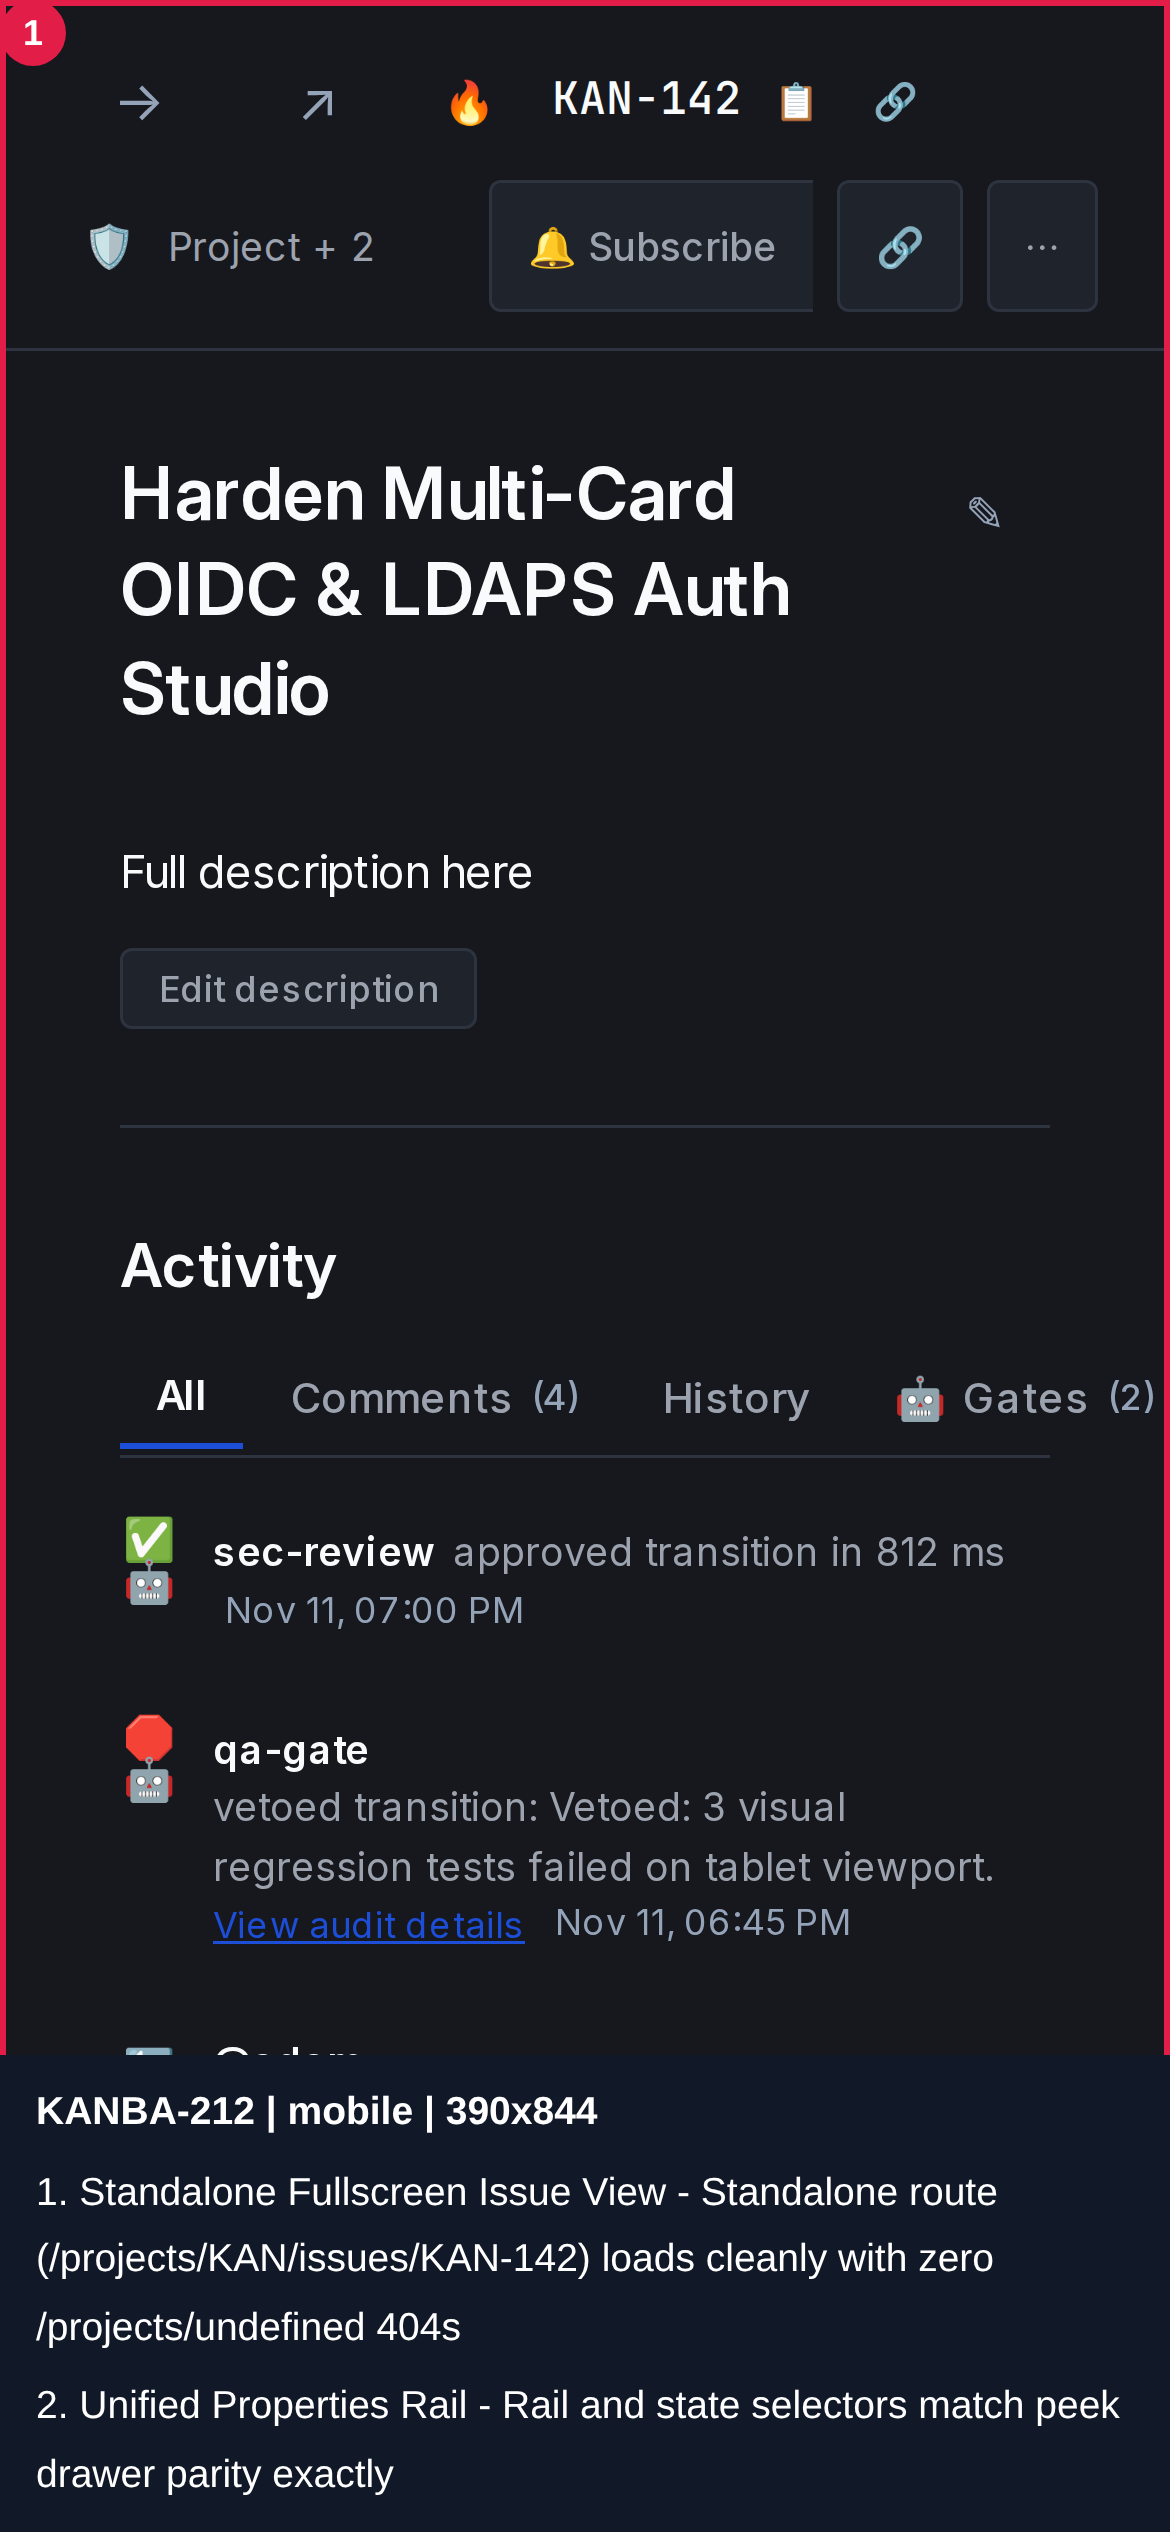 1
→ ↗ 🔥 KAN-142 📋 🔗
🛡️ Project + 2 🔔 Subscribe 🔗 ...
Harden Multi-Card
OIDC & LDAPS Auth
Studio
Full description here
Edit description
Activity
All Comments (4) History 🤖 Gates (2)
sec-review approved transition in 812 ms
Nov 11, 07:00 PM
qa-gate
vetoed transition: Vetoed: 3 visual
regression tests failed on tablet viewport.
View audit details Nov 11, 06:45 PM
KANBA-212 | mobile | 390x844
1. Standalone Fullscreen Issue View - Standalone route
(/projects/KAN/issues/KAN-142) loads cleanly with zero
/projects/undefined 404s
2. Unified Properties Rail - Rail and state selectors match peek
drawer parity exactly